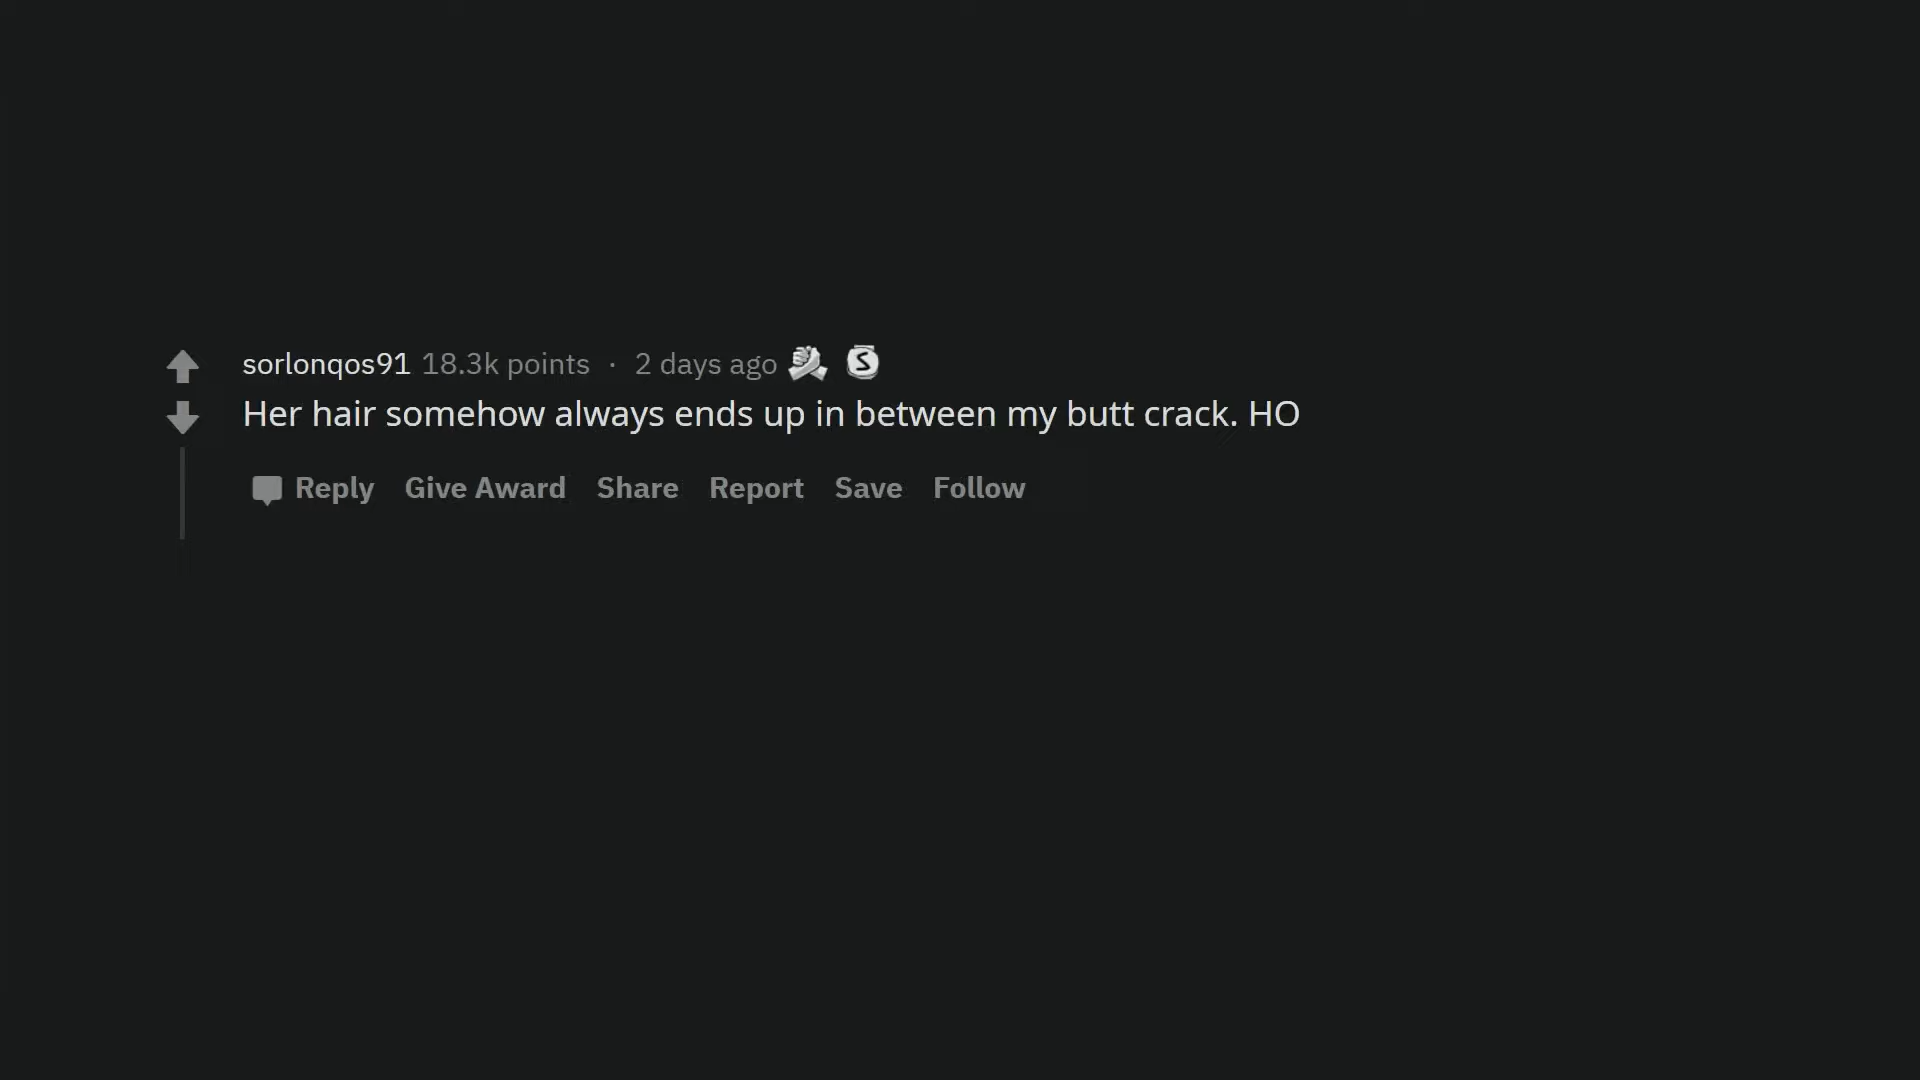 sorlonqos91 18.3k points · 2 days ago S
Her hair somehow always ends up in between my butt crack. HO
Reply Give Award Share Report Save Follow